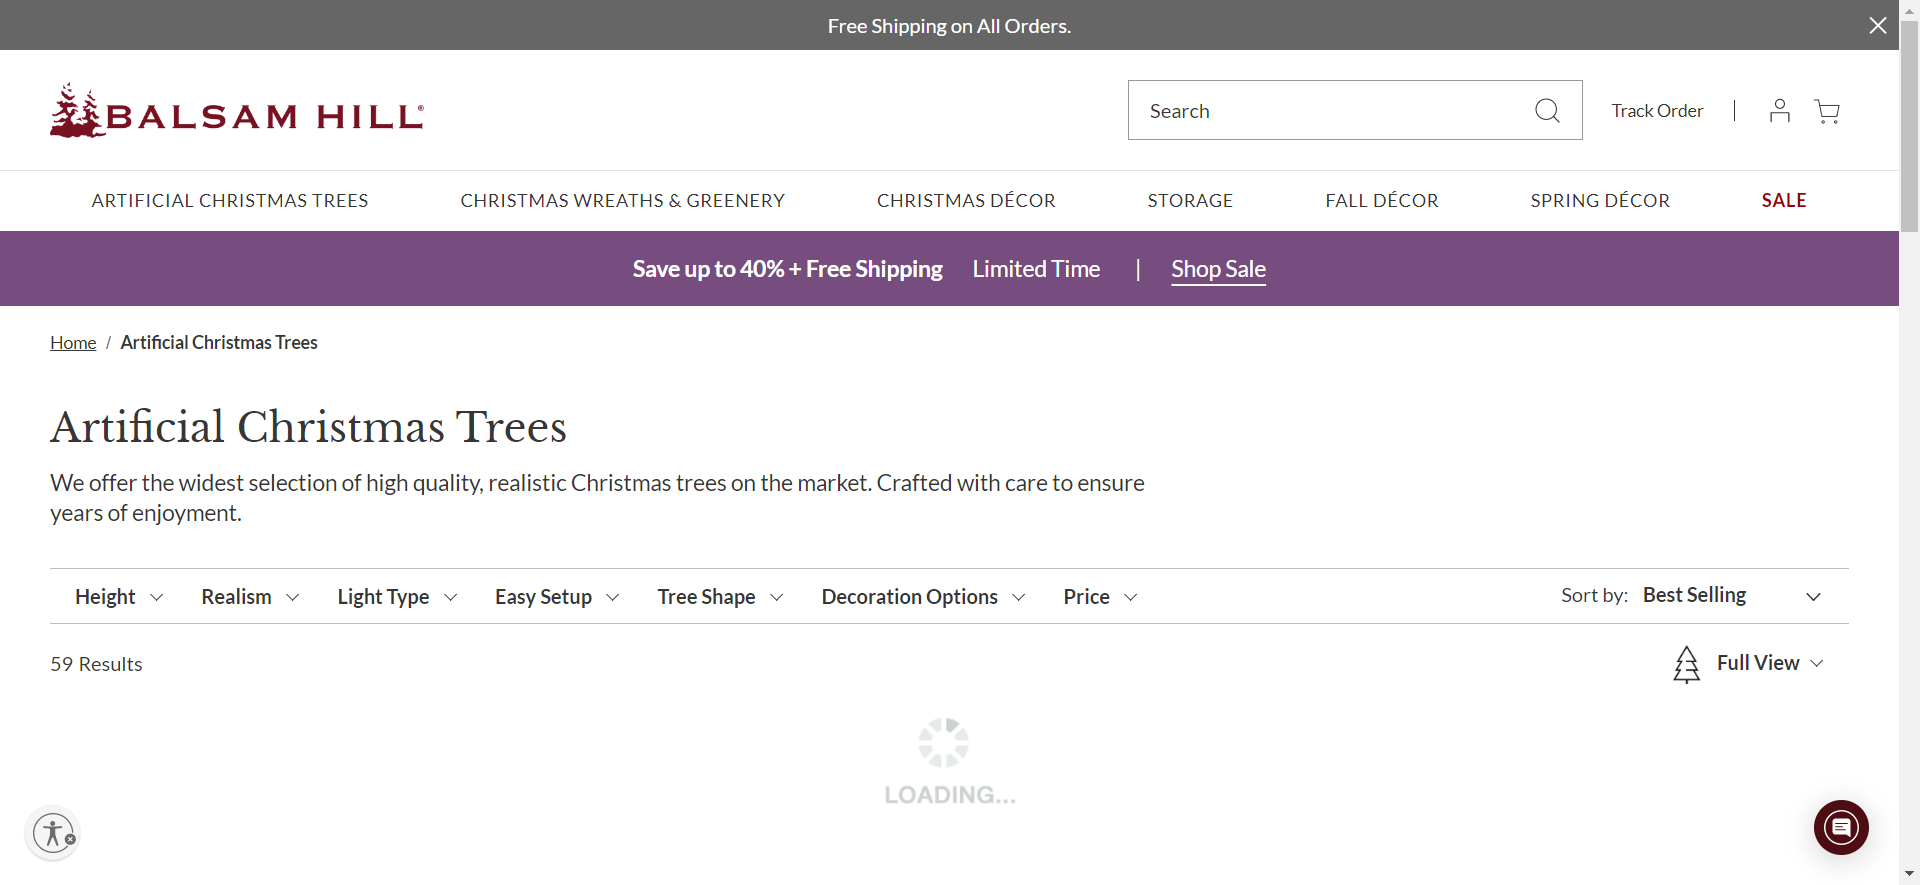 Free Shipping on All Orders.
BALSAM HILL®
Search
Track Order
ARTIFICIAL CHRISTMAS TREES
CHRISTMAS WREATHS & GREENERY
CHRISTMAS DÉCOR
STORAGE
FALL DÉCOR
SPRING DÉCOR
SALE
Save up to 40% + Free Shipping Limited Time | Shop Sale
Home / Artificial Christmas Trees
Artificial Christmas Trees
We offer the widest selection of high quality, realistic Christmas trees on the market. Crafted with care to ensure
years of enjoyment.
Height
Realism
Light Type
Easy Setup
Tree Shape
Decoration Options
Price
Sort by: Best Selling
59 Results
Full View
LOADING...